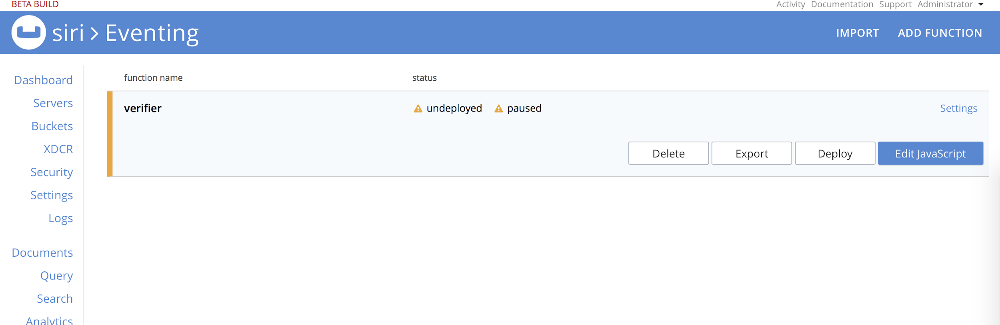 BETA BUILD
Activity Documentation Support Administrator
siri > Eventing
IMPORT ADD FUNCTION
Dashboard
Servers
Buckets
XDCR
Security
Settings
Logs
Documents
Query
Search
Analytics
function name status
verifier undeployed paused Settings
Delete Export Deploy Edit JavaScript